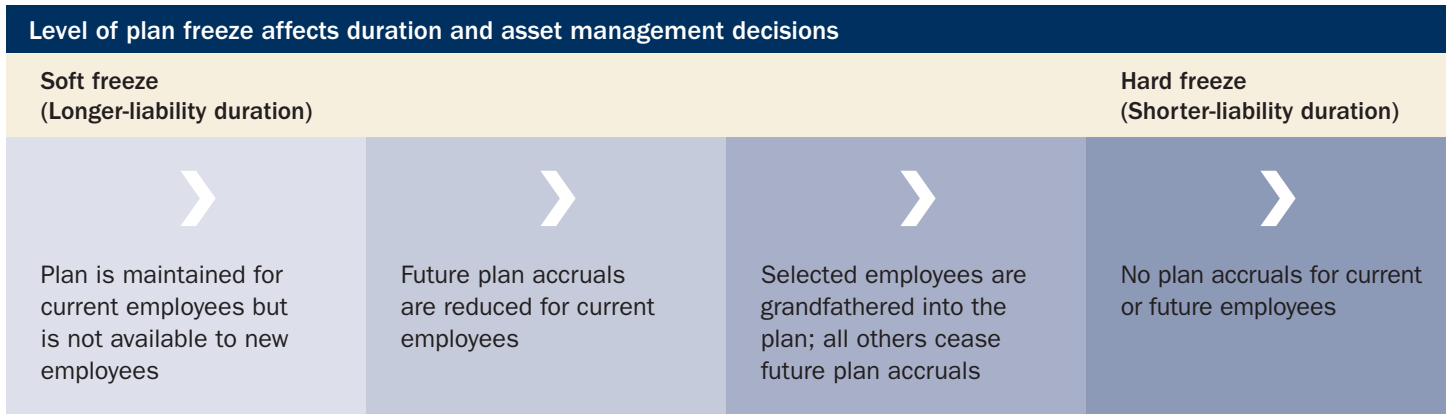 Level of plan freeze affects duration and asset management decisions
Soft freeze
(Longer-liability duration)
Hard freeze
(Shorter-liability duration)
Plan is maintained for
current employees but
is not available to new
employees
Future plan accruals
are reduced for current
employees
Selected employees are
grandfathered into the
plan; all others cease
future plan accruals
No plan accruals for current
or future employees